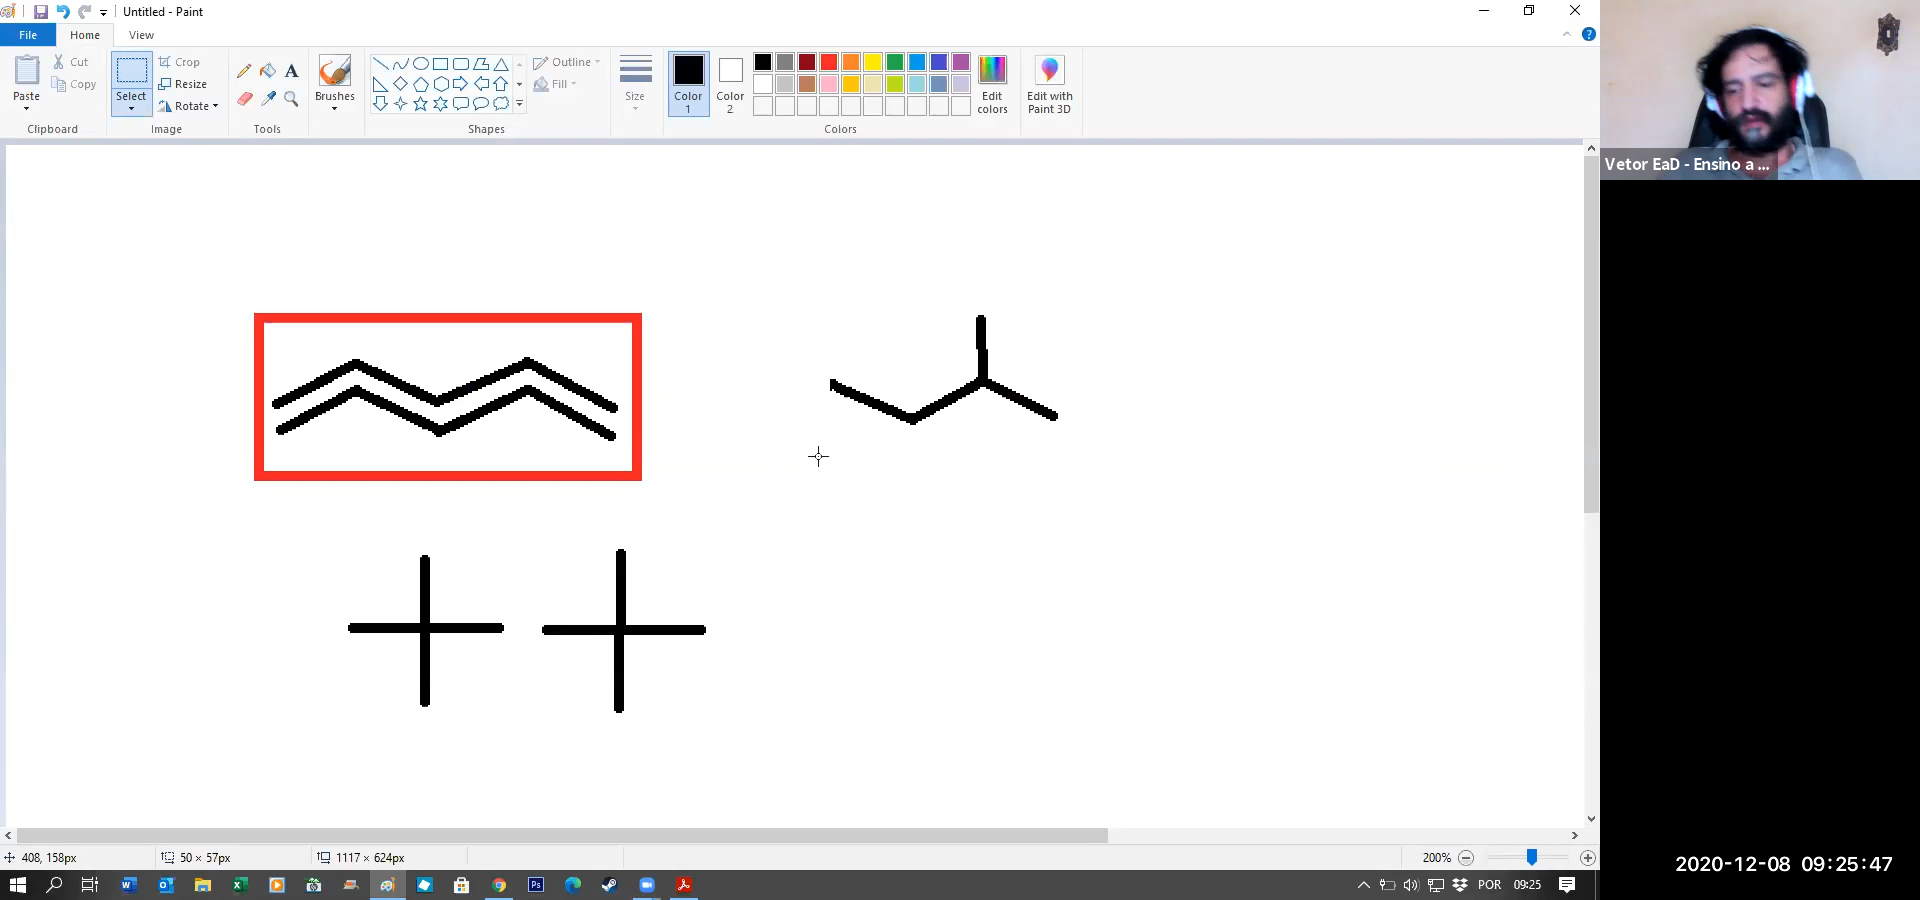 Untitled - Paint
File
Home
View
Paste
Cut
Copy
Clipboard
Select
Crop
Resize
Rotate
Image
A
Tools
Brushes
Outline
Fill
Shapes
Size
Color
1
Color
2
Edit
colors
Edit with
Paint 3D
Colors
Vetor EaD - Ensino a ...
408, 158px
50 × 57px
1117 × 624px
200%
2020-12-08 09:25:47
Ps
POR
09:25